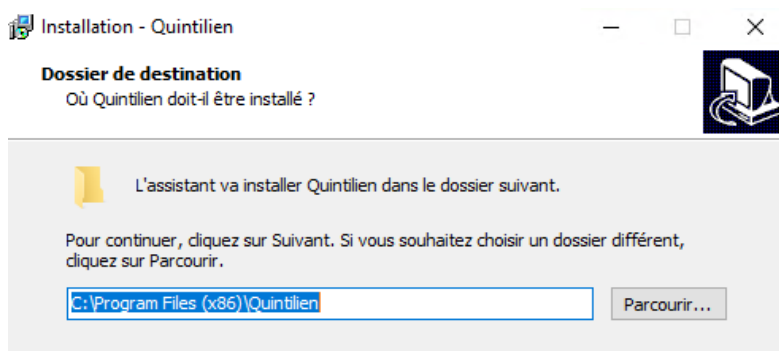 Installation - Quintilien
Dossier de destination
Où Quintilien doit-il être installé ?
L'assistant va installer Quintilien dans le dossier suivant.
Pour continuer, cliquez sur Suivant. Si vous souhaitez choisir un dossier différent,
cliquez sur Parcourir.
C:\Program Files (x86)\Quintilien
Parcourir...